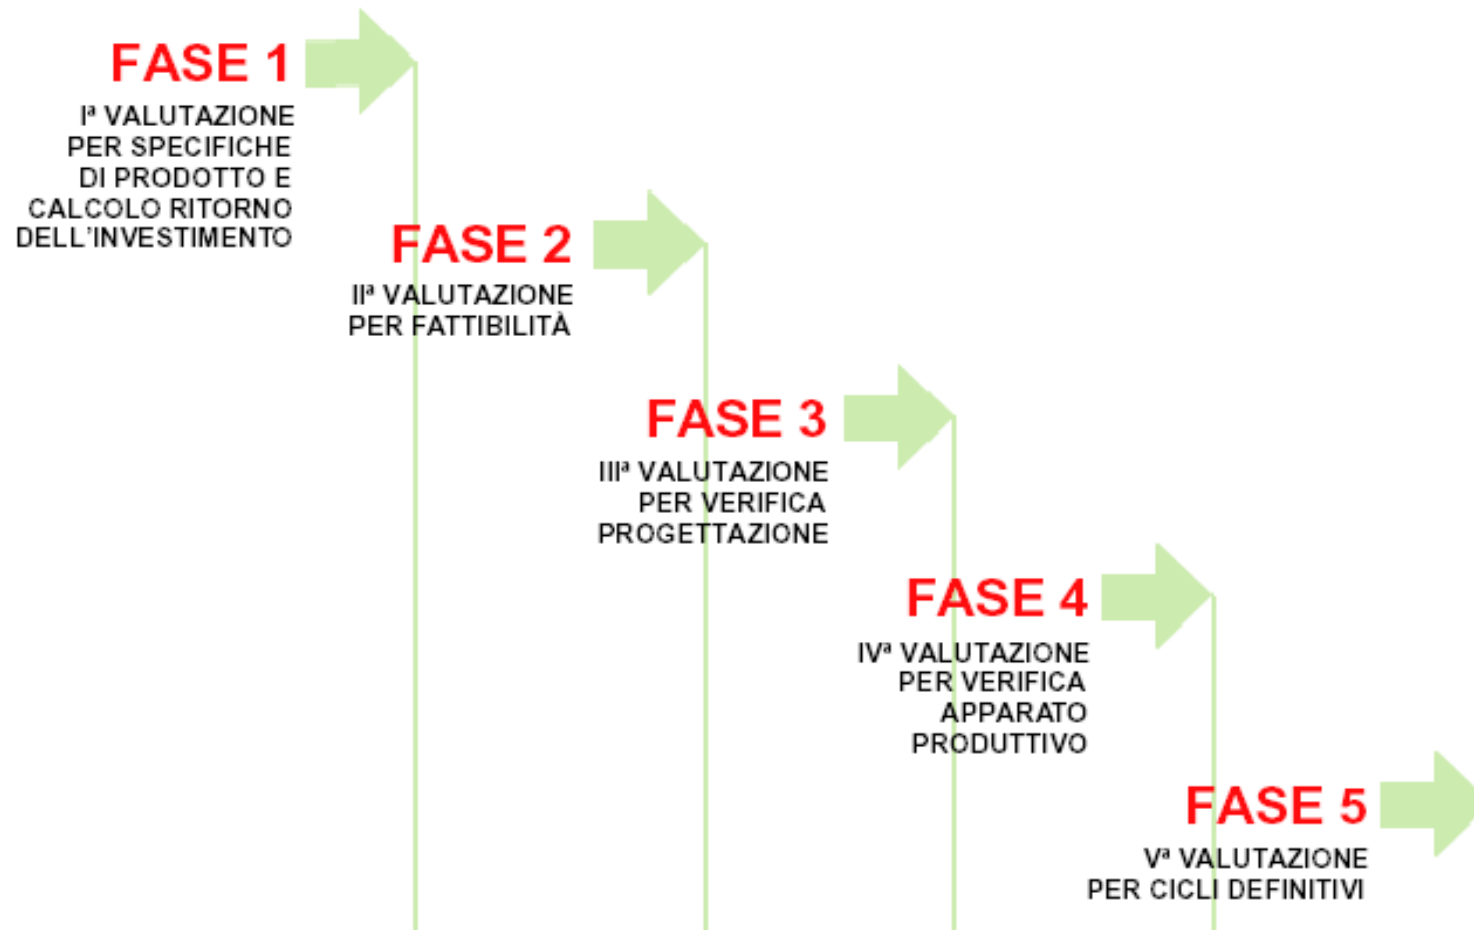 FASE 1
Iª VALUTAZIONE
PER SPECIFICHE
DI PRODOTTO E
CALCOLO RITORNO
DELL'INVESTIMENTO
FASE 2
IIª VALUTAZIONE
PER FATTIBILITÀ
FASE 3
IIIª VALUTAZIONE
PER VERIFICA
PROGETTAZIONE
FASE 4
IVª VALUTAZIONE
PER VERIFICA
APPARATO
PRODUTTIVO
FASE 5
Vª VALUTAZIONE
PER CICLI DEFINITIVI